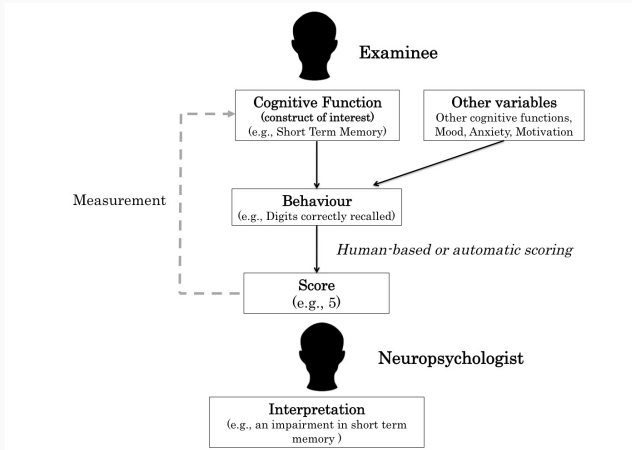 Examinee
Cognitive Function
(construct of interest)
(e.g., Short Term Memory)
Other variables
Other cognitive functions,
Mood, Anxiety, Motivation
Measurement
Behaviour
(e.g., Digits correctly recalled)
Human-based or automatic scoring
Score
(e.g., 5)
Neuropsychologist
Interpretation
(e.g., an impairment in short term
memory )